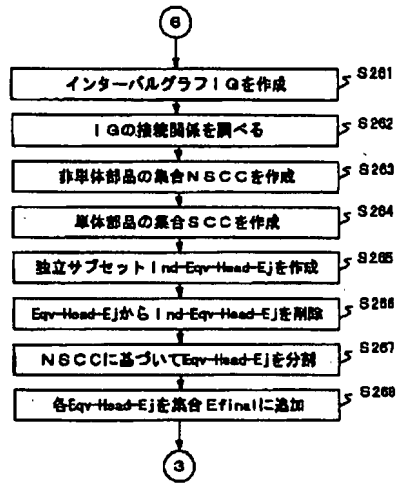 6
インターバルグラフIGを作成
S261
IGの接続関係を調べる
S262
非単体部品の集合NSCCを作成
S263
単体部品の集合SCCを作成
S264
独立サブセットInd-Eqv-Head-Ejを作成
S265
Eqv-Head-EjからInd-Eqv-Head-Ejを削除
S266
NSCCに基づいてEqv-Head-Ejを分割
S267
各Eqv-Head-Ejを集合Efinalに追加
S268
3